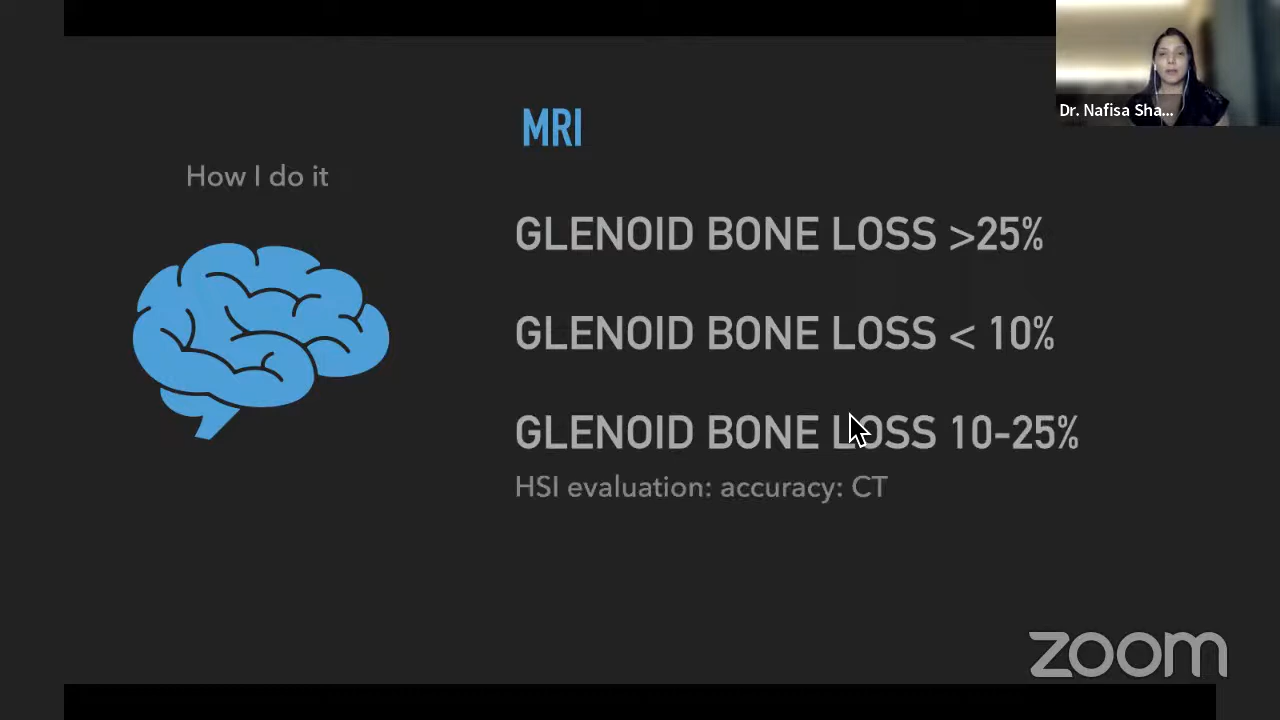 Dr. Nafisa Sha...
MRI
How I do it
GLENOID BONE LOSS >25%
GLENOID BONE LOSS < 10%
GLENOID BONE LOSS 10-25%
HSI evaluation: accuracy: CT
zoom